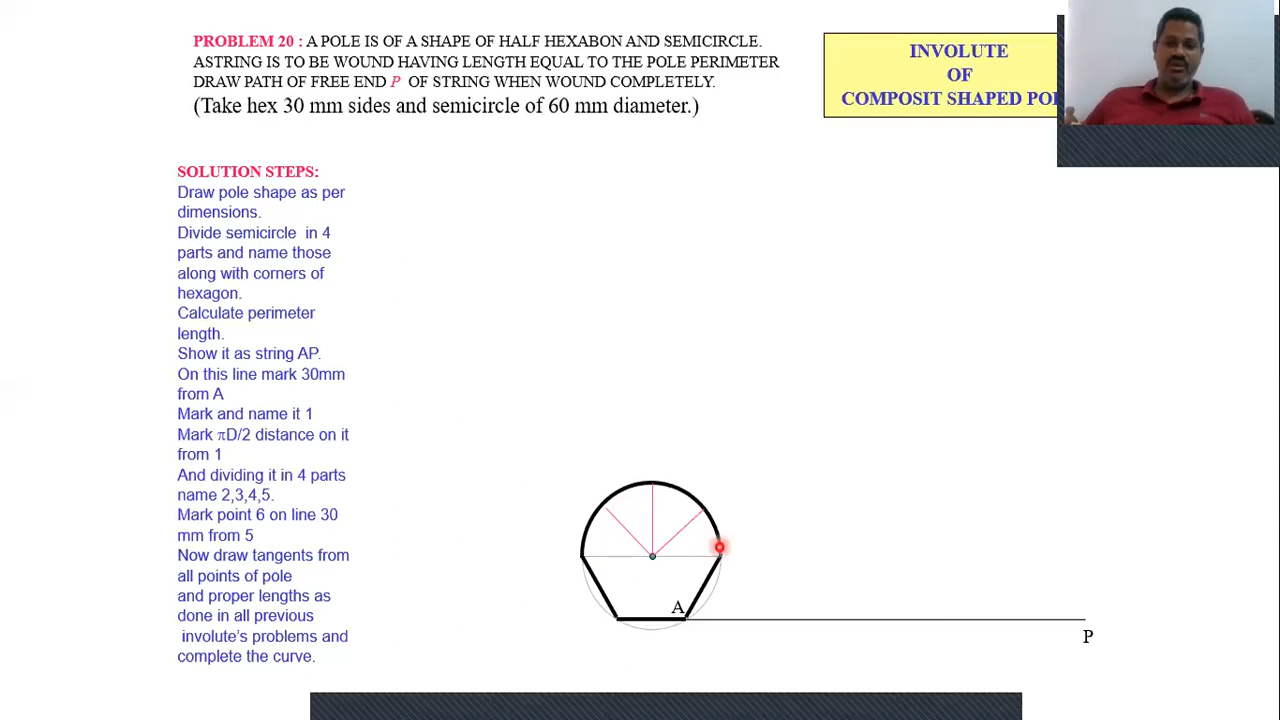 PROBLEM 20 : A POLE IS OF A SHAPE OF HALF HEXABON AND SEMICIRCLE.
ASTRING IS TO BE WOUND HAVING LENGTH EQUAL TO THE POLE PERIMETER
DRAW PATH OF FREE END P OF STRING WHEN WOUND COMPLETELY.
(Take hex 30 mm sides and semicircle of 60 mm diameter.)
INVOLUTE
OF
COMPOSIT SHAPED
SOLUTION STEPS:
Draw pole shape as per
dimensions.
Divide semicircle in 4
parts and name those
along with corners of
hexagon.
Calculate perimeter
length.
Show it as string AP.
On this line mark 30mm
from A
Mark and name it 1
Mark πD/2 distance on it
from 1
And dividing it in 4 parts
name 2,3,4,5.
Mark point 6 on line 30
mm from 5
Now draw tangents from
all points of pole
and proper lengths as
done in all previous
involute's problems and
complete the curve.
A
P